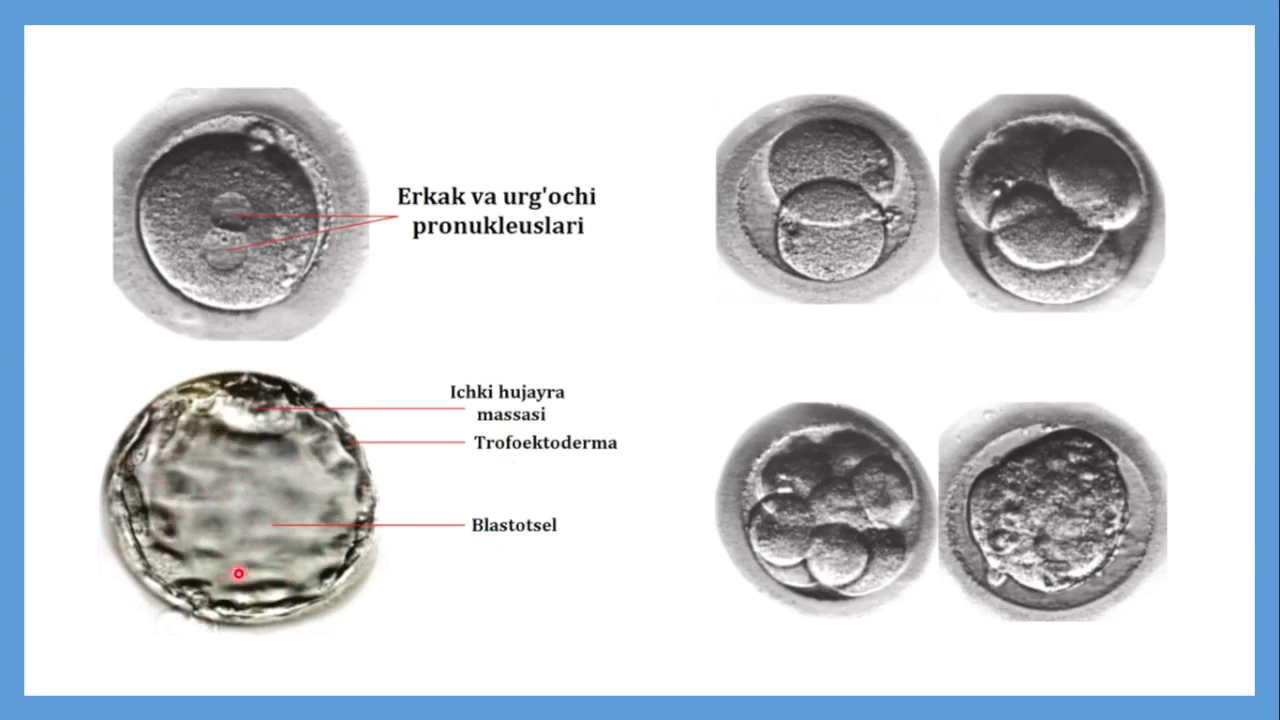 Erkak va urg'ochi
pronukleuslari
Ichki hujayra
massasi
Trofoektoderma
Blastotsel